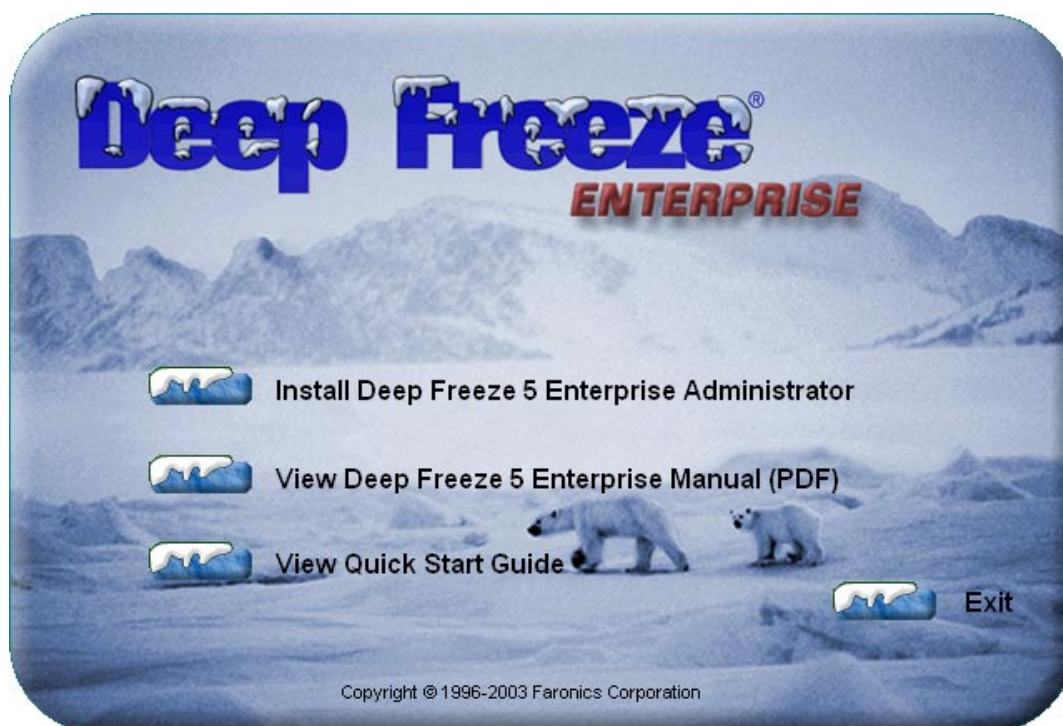 Deep Freeze®
ENTERPRISE
Install Deep Freeze 5 Enterprise Administrator
View Deep Freeze 5 Enterprise Manual (PDF)
View Quick Start Guide
Exit
Copyright © 1996-2003 Faronics Corporation